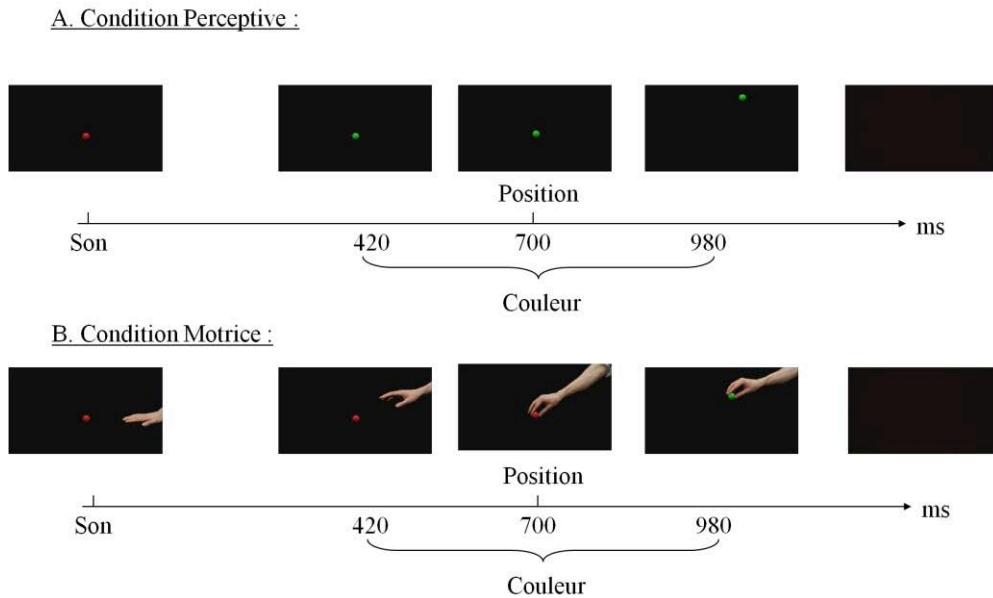 A. Condition Perceptive :
Position
ms
Son 420 700 980
Couleur
B. Condition Motrice :
Position
ms
Son 420 700 980
Couleur